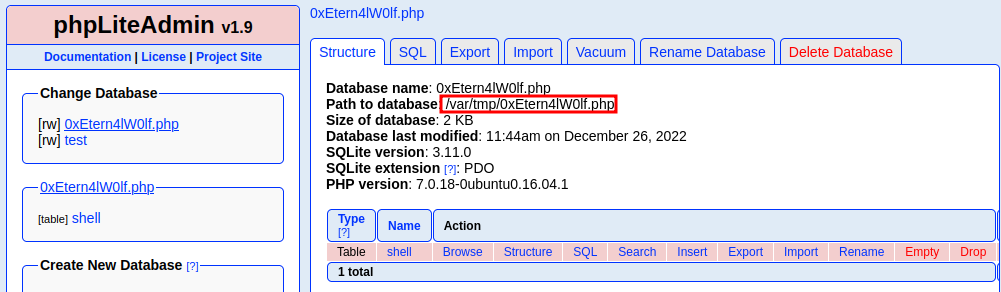 phpLiteAdmin v1.9
Documentation | License | Project Site
Change Database
[rw] 0xEtern4lW0lf.php
[rw] test
0xEtern4lW0lf.php
[table] shell
Create New Database [?]
0xEtern4lW0lf.php
Structure SQL Export Import Vacuum Rename Database Delete Database
Database name: 0xEtern4lW0lf.php
Path to database: /var/tmp/0xEtern4lW0lf.php
Size of database: 2 KB
Database last modified: 11:44am on December 26, 2022
SQLite version: 3.11.0
SQLite extension [?]: PDO
PHP version: 7.0.18-0ubuntu0.16.04.1
Type [?] Name Action
Table shell Browse Structure SQL Search Insert Export Import Rename Empty Drop
1 total